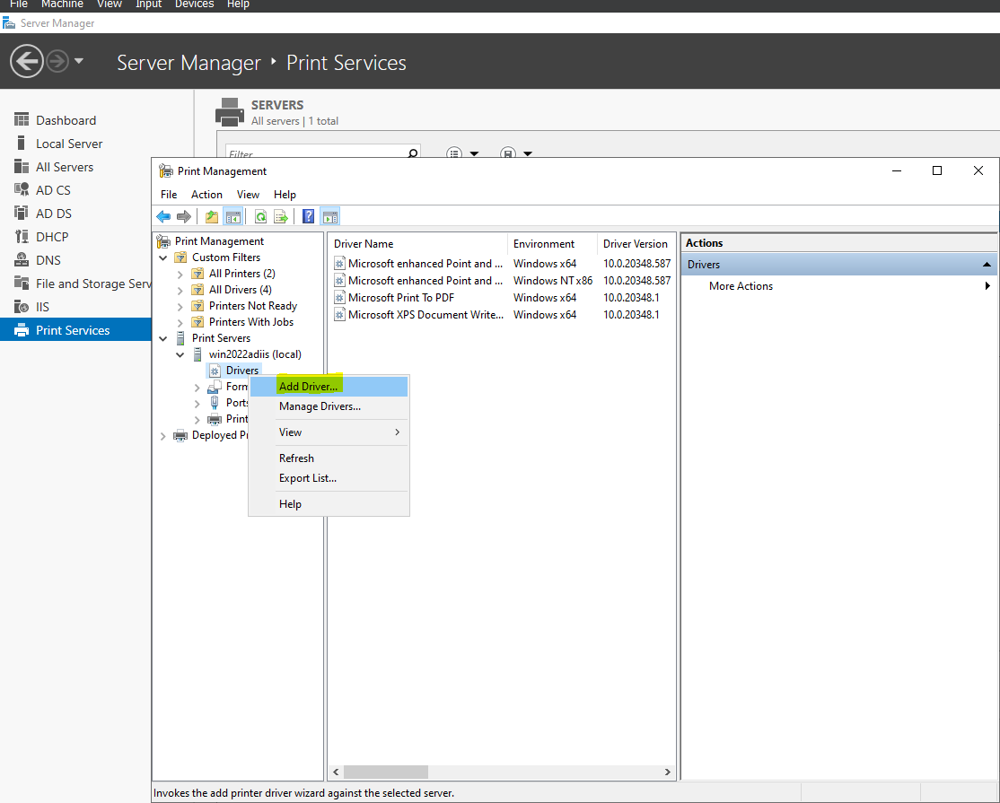 File Machine View Input Devices Help
Server Manager
Server Manager Print Services
Dashboard
Local Server
All Servers
AD CS
AD DS
DHCP
DNS
File and Storage Serv
IIS
Print Services
SERVERS
All servers | 1 total
Filter
Print Management
File Action View Help
Print Management
Custom Filters
All Printers (2)
All Drivers (4)
Printers Not Ready
Printers With Jobs
Print Servers
win2022adiis (local)
Drivers
Form
Ports
Print
Deployed Pr
Add Driver...
Manage Drivers...
View
Refresh
Export List...
Help
Driver Name Environment Driver Version
Microsoft enhanced Point and ... Windows x64 10.0.20348.587
Microsoft enhanced Point and ... Windows NT x86 10.0.20348.587
Microsoft Print To PDF Windows x64 10.0.20348.1
Microsoft XPS Document Write... Windows x64 10.0.20348.1
Actions
Drivers
More Actions
Invokes the add printer driver wizard against the selected server.